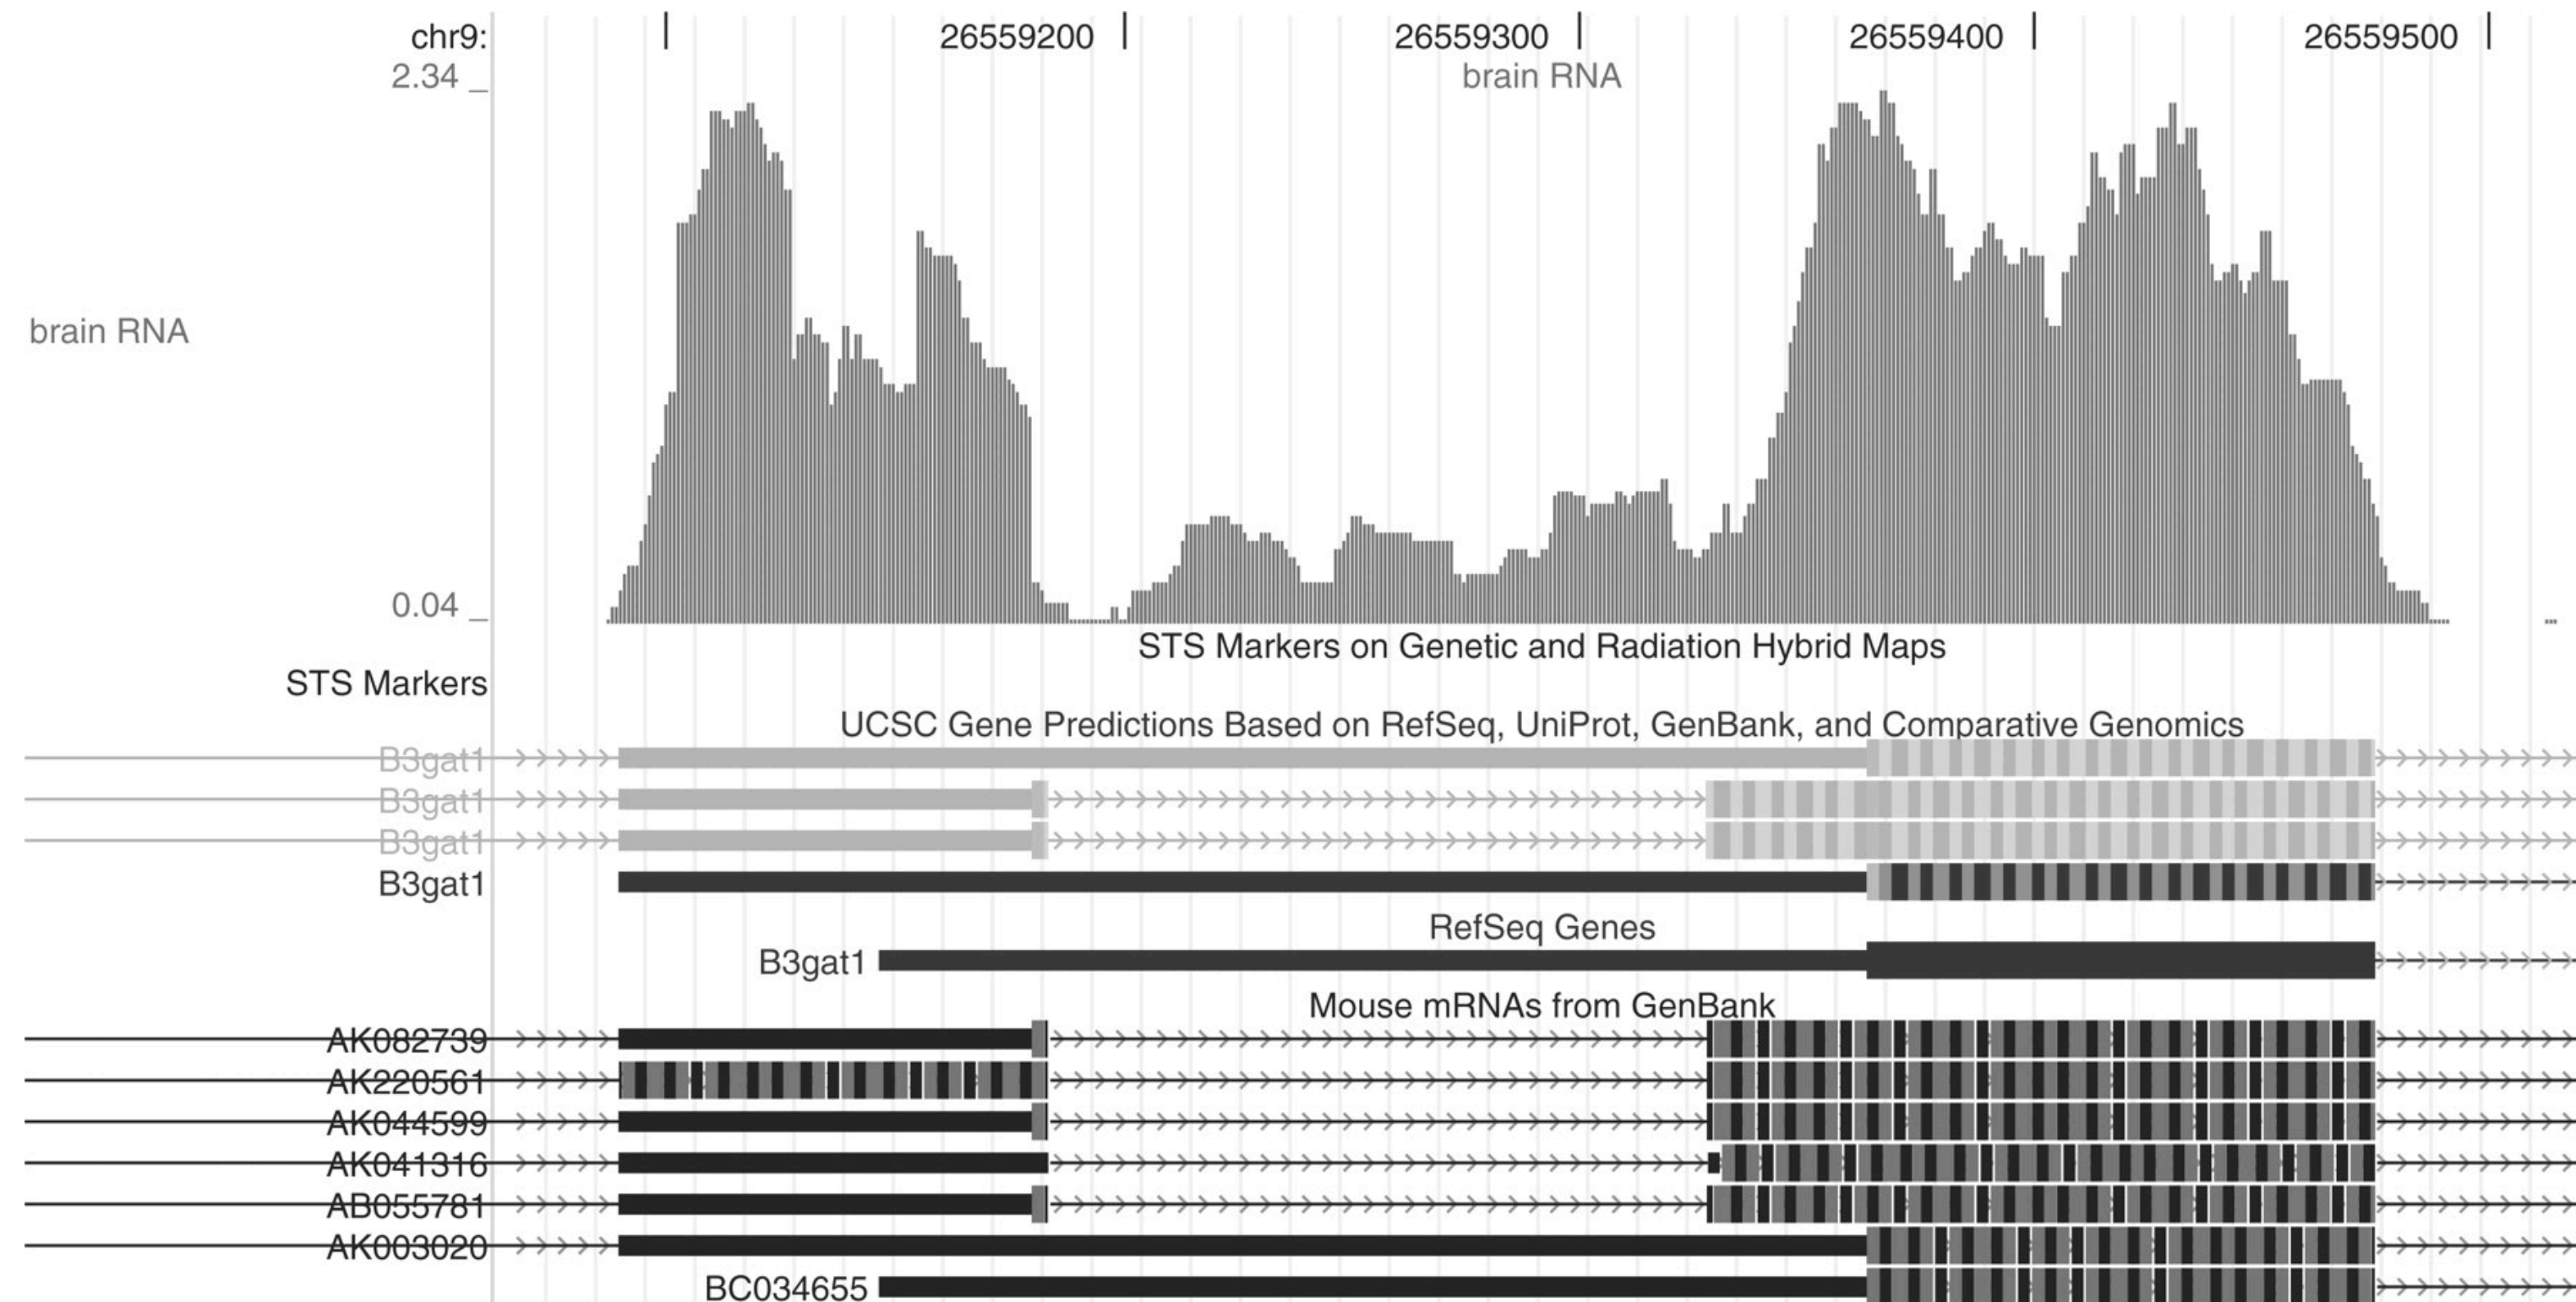 chr9: 26559200 26559300 26559400 26559500
2.34
brain RNA
brain RNA
0.04
STS Markers on Genetic and Radiation Hybrid Maps
STS Markers
UCSC Gene Predictions Based on RefSeq, UniProt, GenBank, and Comparative Genomics
B3gat1
B3gat1
B3gat1
B3gat1
RefSeq Genes
B3gat1
Mouse mRNAs from GenBank
AK082739
AK220561
AK044599
AK041316
AB055781
AK003020
BC034655